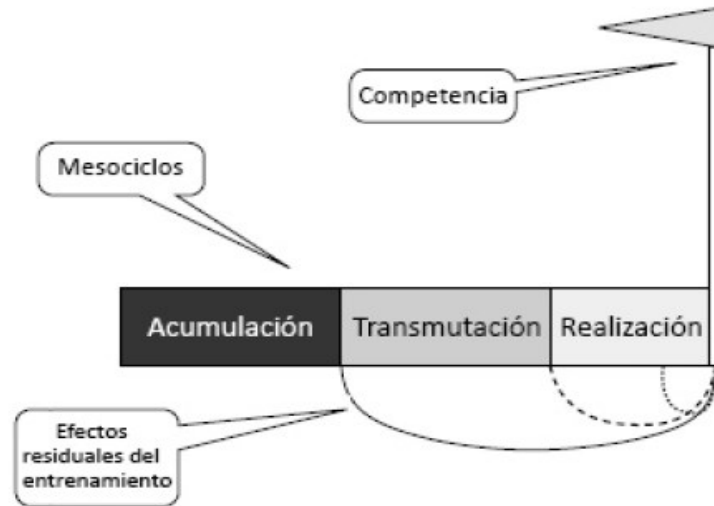 Competencia
Mesociclos
Acumulación
Transmutación
Realización
Efectos
residuales del
entrenamiento